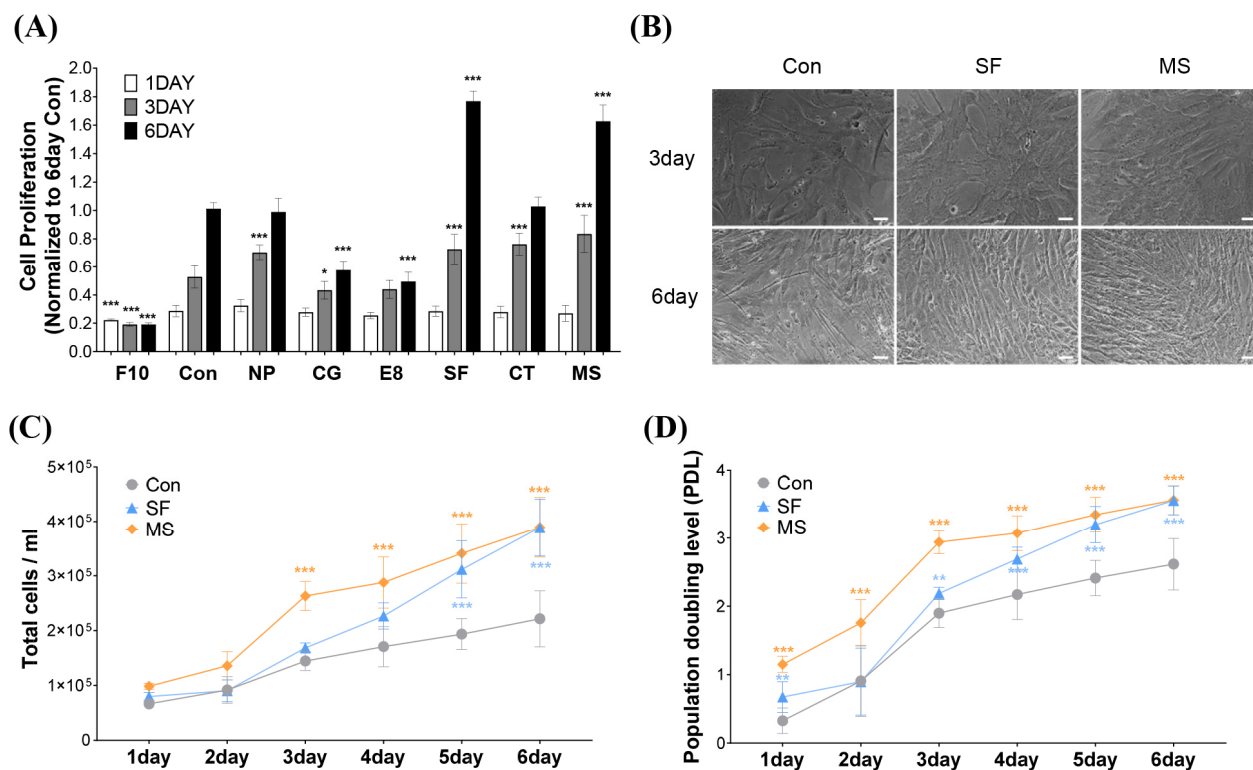 (A)
Cell Proliferation
(Normalized to 6day Con)
2.0
1.8
1.6
1.4
1.2
1.0
0.8
0.6
0.4
0.2
0.0
1DAY
3DAY
6DAY
*** *** ***
***
* ***
***
*** ***
***
*** ***
F10 Con NP CG E8 SF CT MS
(B)
Con SF MS
3day
6day
(C)
Total cells / ml
5×10⁵
4×10⁵
3×10⁵
2×10⁵
1×10⁵
0
Con
SF
MS
*** *** *** ***
*** ***
1day 2day 3day 4day 5day 6day
(D)
Population doubling level (PDL)
4
3
2
1
0
Con
SF
MS
*** *** *** *** *** ***
** ** *** *** ***
1day 2day 3day 4day 5day 6day